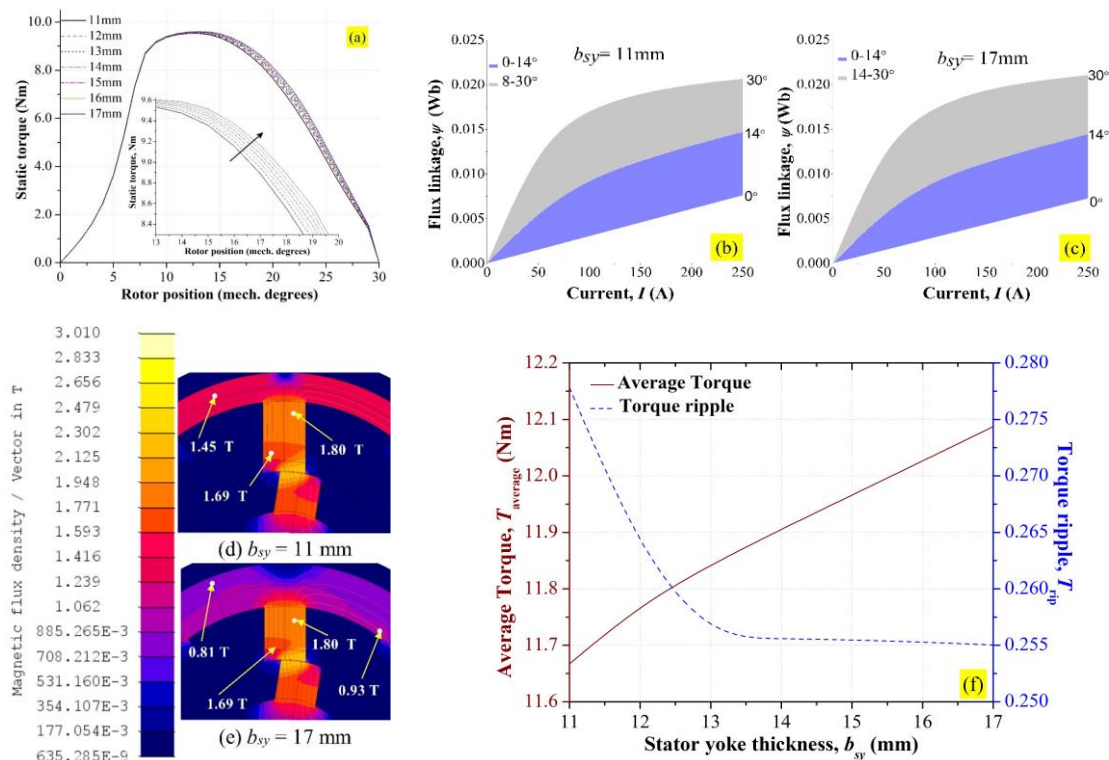 10.0
8.0
6.0
4.0
2.0
0.0
Static torque (Nm)
11mm
12mm
13mm
14mm
15mm
16mm
17mm
(a)
9.6
9.4
9.2
9.0
8.8
8.6
8.4
Static torque, Nm
13 14 15 16 17 18 19 20
Rotor position (mech. degrees)
0 5 10 15 20 25 30
Rotor position (mech. degrees)
0.025
0.020
0.015
0.010
0.005
0.000
Flux linkage, ψ (Wb)
0-14°
8-30°
bsy= 11mm
30°
14°
0°
(b)
0 50 100 150 200 250
Current, I (A)
0.025
0.020
0.015
0.010
0.005
0.000
Flux linkage, ψ (Wb)
0-14°
14-30°
bsy= 17mm
30°
14°
0°
(c)
0 50 100 150 200 250
Current, I (A)
Magnetic flux density / Vector in T
3.010
2.833
2.656
2.479
2.302
2.125
1.948
1.771
1.593
1.416
1.239
1.062
885.265E-3
708.212E-3
531.160E-3
354.107E-3
177.054E-3
635.285E-9
1.45 T
1.80 T
1.69 T
(d) bsy = 11 mm
0.81 T
1.80 T
1.69 T
0.93 T
(e) bsy = 17 mm
12.2
12.1
12.0
11.9
11.8
11.7
11.6
Average Torque, Taverage (Nm)
Average Torque
Torque ripple
0.280
0.275
0.270
0.265
0.260
0.255
0.250
Torque ripple, Trip
(f)
11 12 13 14 15 16 17
Stator yoke thickness, bsy (mm)